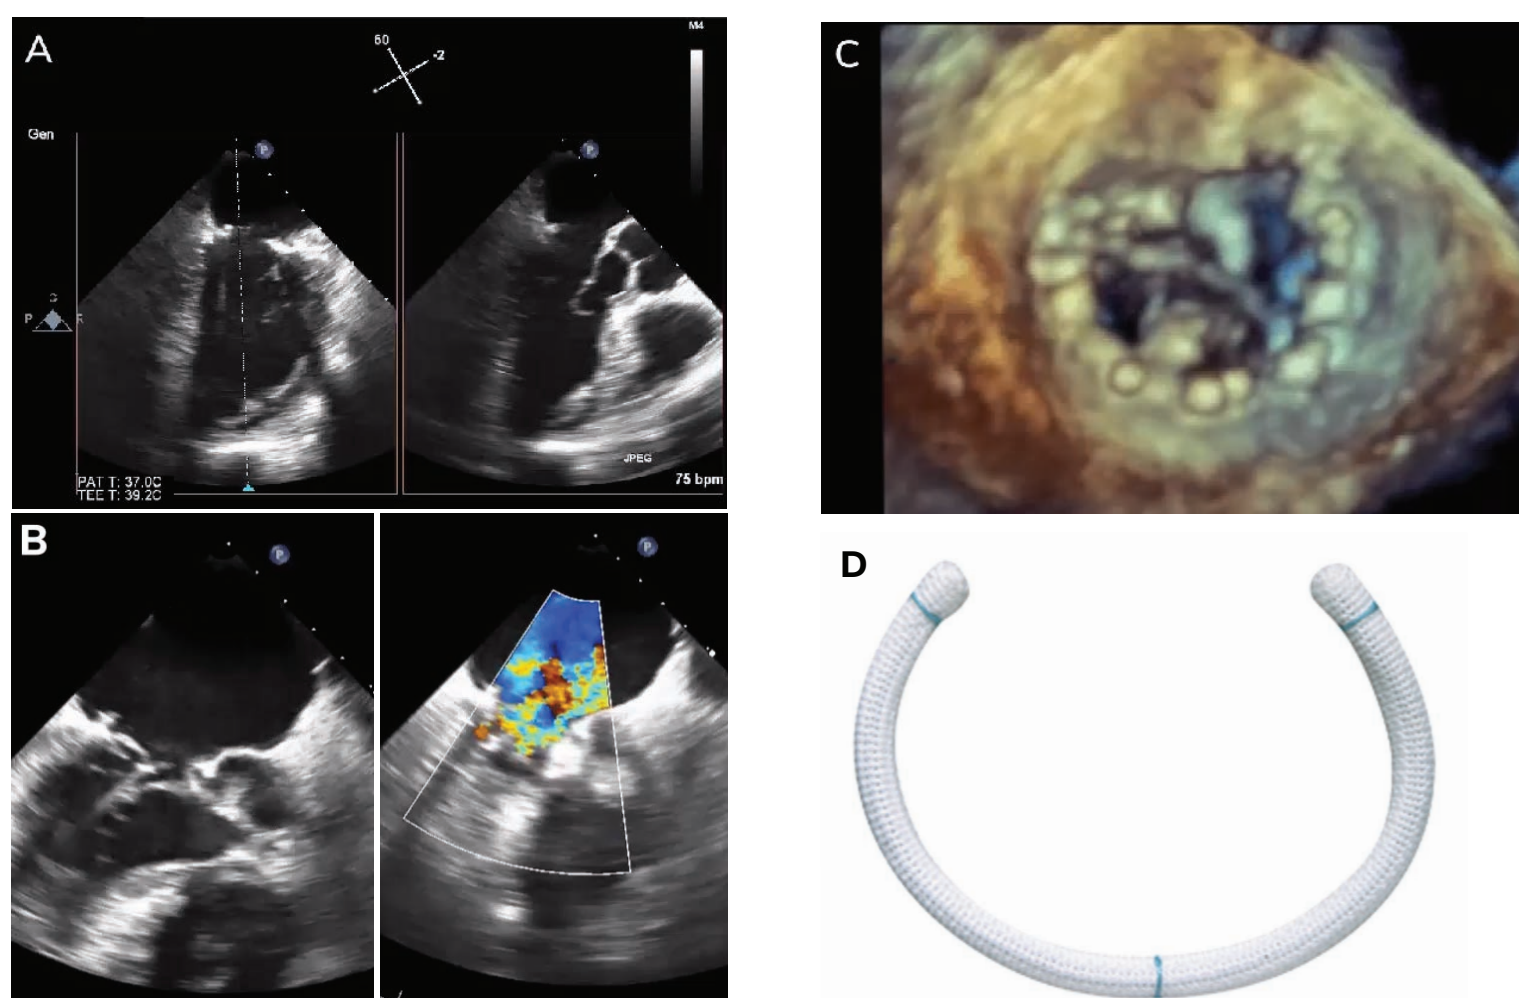 A
60
-2
M4
Gen
P
P
G
P
R
JPEG
75 bpm
PAT T: 37.0C
TEE T: 39.2C
B
P
P
C
D